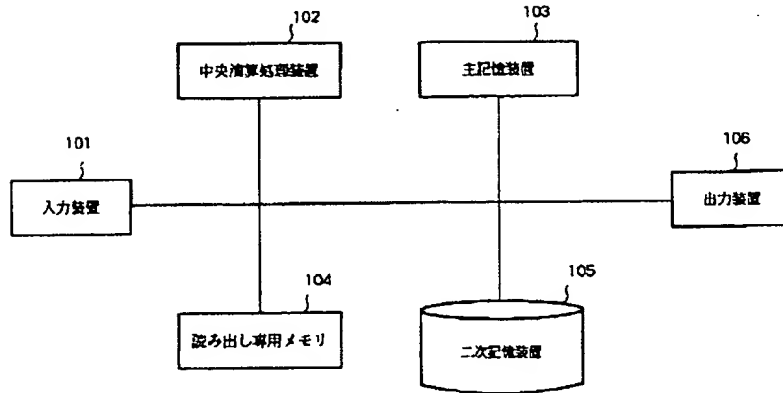 102
中央演算処理装置
103
主記憶装置
101
入力装置
106
出力装置
104
読み出し専用メモリ
105
二次記憶装置